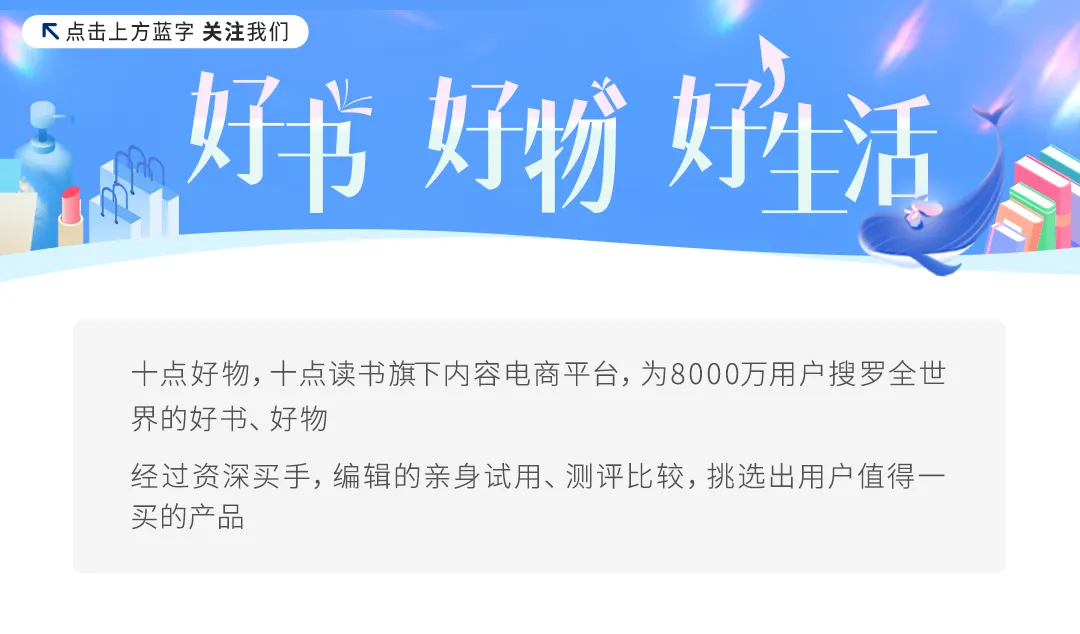 点击上方蓝字 关注我们
好书 好物 好生活
十点好物，十点读书旗下内容电商平台，为8000万用户搜罗全世
界的好书、好物
经过资深买手，编辑的亲身试用、测评比较，挑选出用户值得一
买的产品